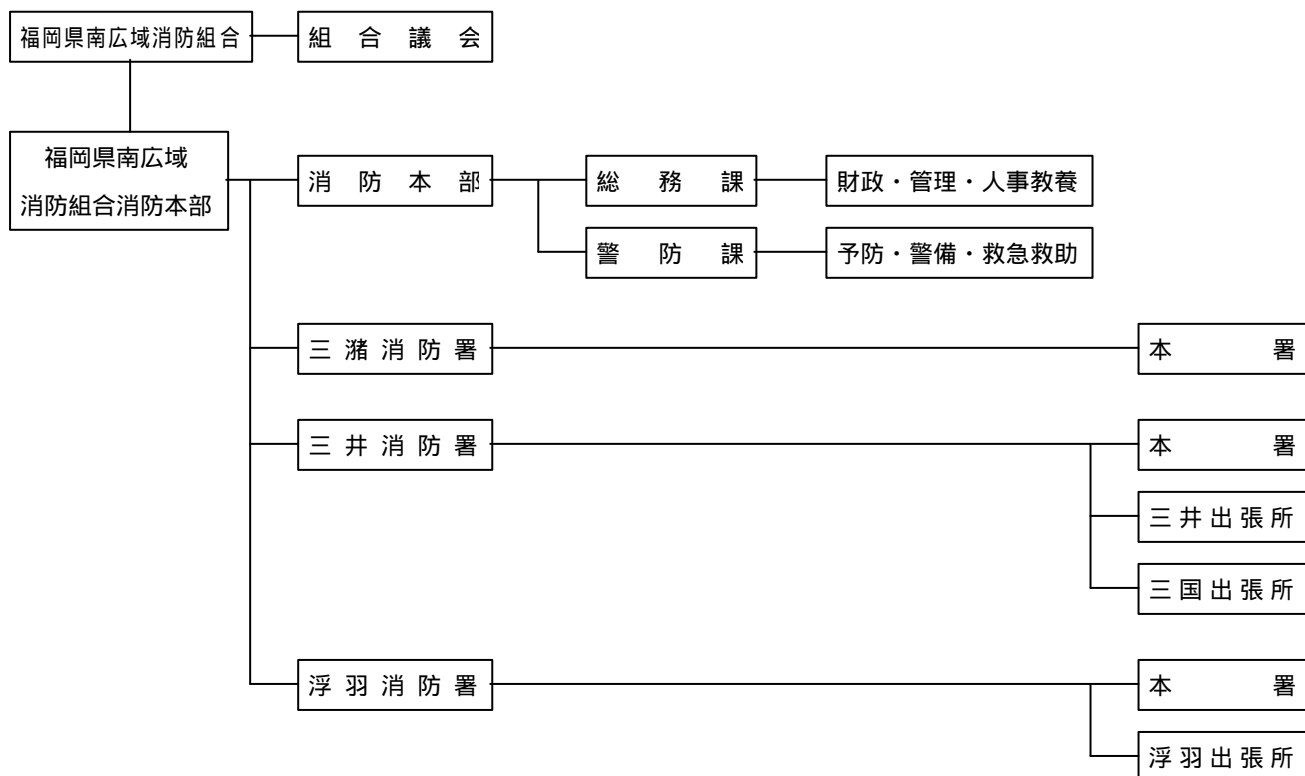 福岡県南広域消防組合
組合議会
福岡県南広域
消防組合消防本部
消防本部
総務課
財政・管理・人事教養
警防課
予防・警備・救急救助
三潴消防署
本署
三井消防署
本署
三井出張所
三国出張所
浮羽消防署
本署
浮羽出張所